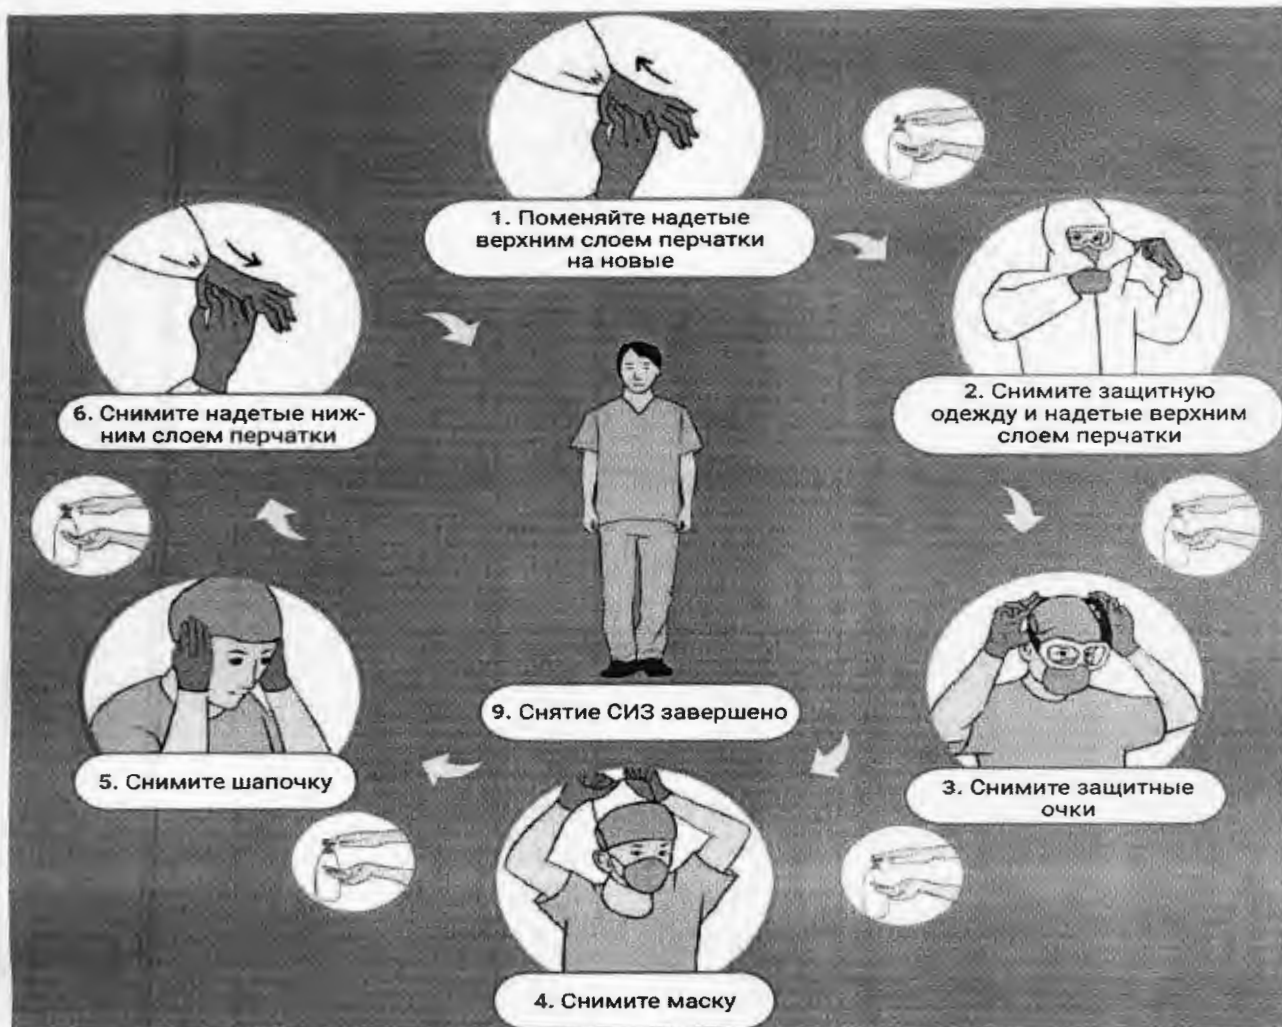 1. Поменяйте надетые
верхним слоем перчатки
на новые
2. Снимите защитную
одежду и надетые верхним
слоем перчатки
3. Снимите защитные
очки
4. Снимите маску
5. Снимите шапочку
6. Снимите надетые ниж-
ним слоем перчатки
9. Снятие СИЗ завершено